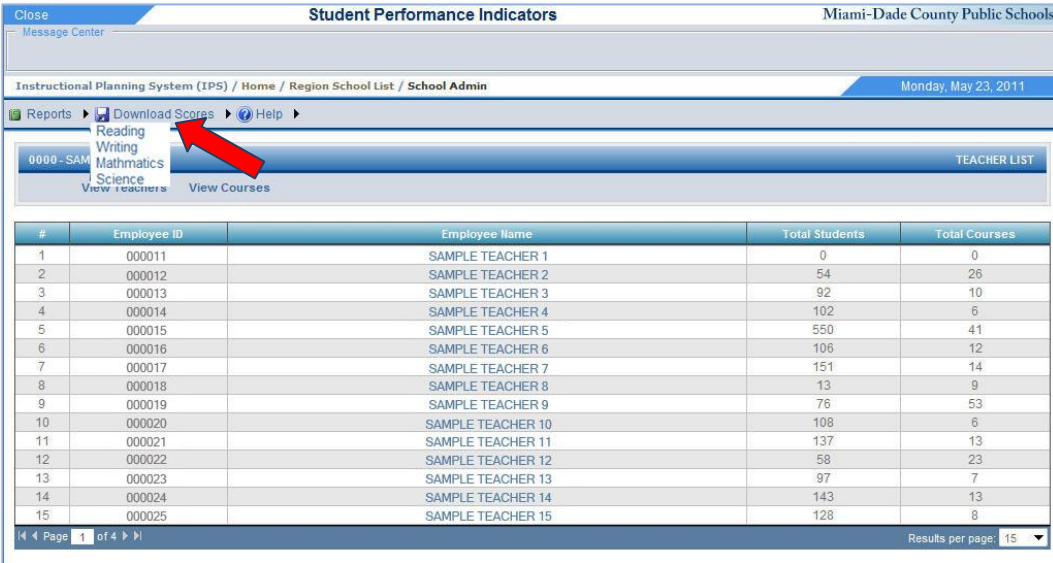 Close Student Performance Indicators Miami-Dade County Public Schools
Message Center
Instructional Planning System (IPS) / Home / Region School List / School Admin Monday, May 23, 2011
Reports Download Scores Help
Reading
Writing
Mathmatics
Science
0000 - SAM TEACHER LIST
View Teachers View Courses
# Employee ID Employee Name Total Students Total Courses
1 000011 SAMPLE TEACHER 1 0 0
2 000012 SAMPLE TEACHER 2 54 26
3 000013 SAMPLE TEACHER 3 92 10
4 000014 SAMPLE TEACHER 4 102 6
5 000015 SAMPLE TEACHER 5 550 41
6 000016 SAMPLE TEACHER 6 106 12
7 000017 SAMPLE TEACHER 7 151 14
8 000018 SAMPLE TEACHER 8 13 9
9 000019 SAMPLE TEACHER 9 76 53
10 000020 SAMPLE TEACHER 10 108 6
11 000021 SAMPLE TEACHER 11 137 13
12 000022 SAMPLE TEACHER 12 58 23
13 000023 SAMPLE TEACHER 13 97 7
14 000024 SAMPLE TEACHER 14 143 13
15 000025 SAMPLE TEACHER 15 128 8
Page 1 of 4 Results per page: 15